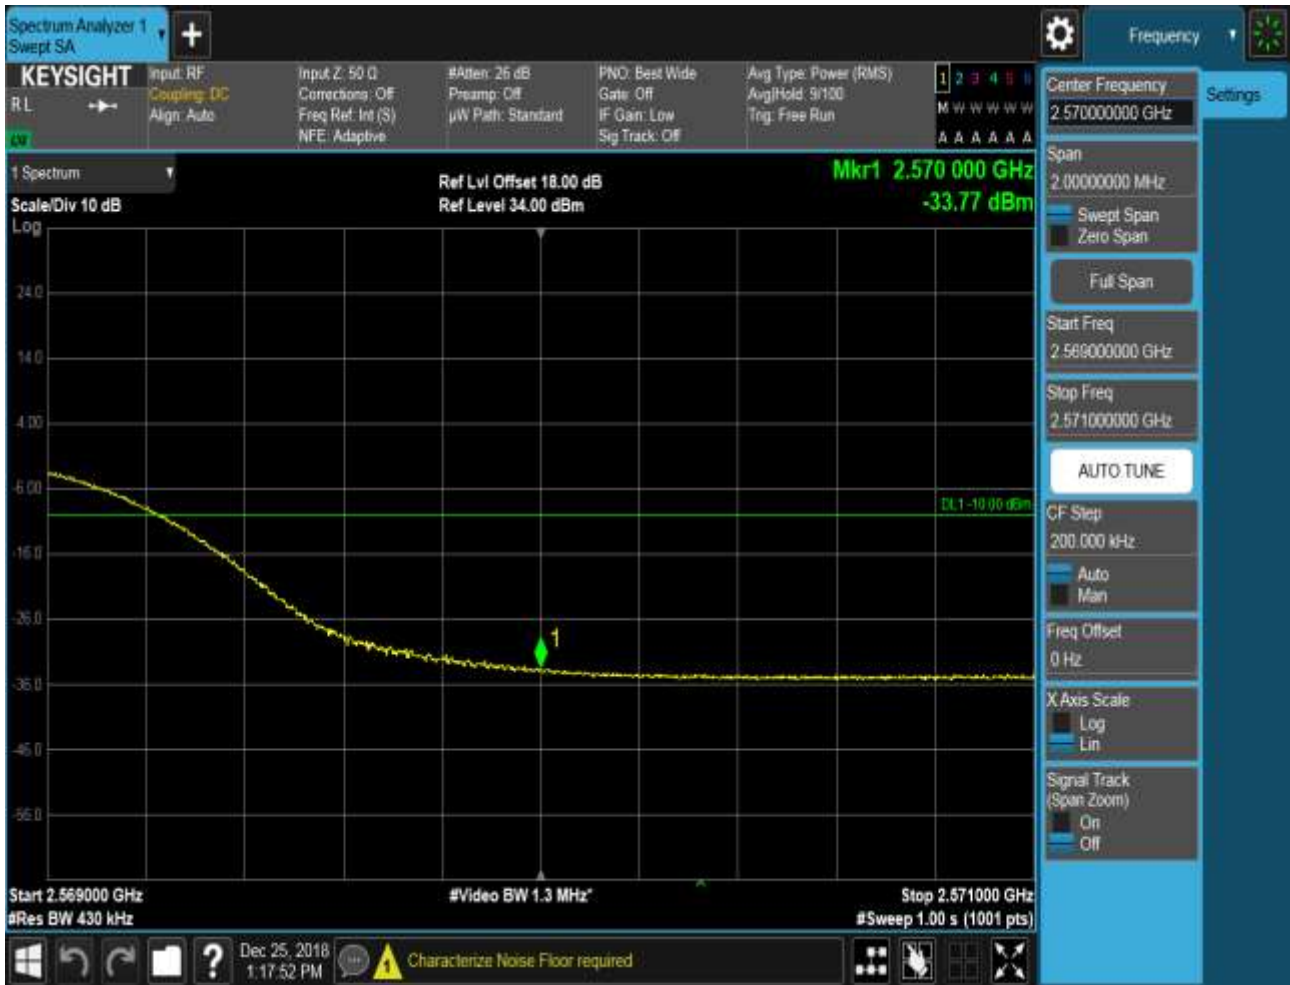 Spectrum Analyzer 1
Swept SA
+
Frequency
KEYSIGHT
RL
LXI
Input: RF
Coupling: DC
Align: Auto
Input Z: 50 Ω
Corrections: Off
Freq Ref: Int (S)
NFE: Adaptive
#Atten: 26 dB
Preamp: Off
µW Path: Standard
PNO: Best Wide
Gate: Off
IF Gain: Low
Sig Track: Off
Avg Type: Power (RMS)
Avg|Hold: 9/100
Trig: Free Run
1 2 3 4 5 6
M W W W W W
A A A A A A
1 Spectrum
Scale/Div 10 dB
Log
Ref Lvl Offset 18.00 dB
Ref Level 34.00 dBm
Mkr1 2.570 000 GHz
-33.77 dBm
24.0
14.0
4.00
-6.00
-16.0
-26.0
-36.0
-46.0
-56.0
DL1 -10.00 dBm
1
Start 2.569000 GHz
#Res BW 430 kHz
#Video BW 1.3 MHz*
Stop 2.571000 GHz
#Sweep 1.00 s (1001 pts)
Center Frequency
2.570000000 GHz
Settings
Span
2.00000000 MHz
Swept Span
Zero Span
Full Span
Start Freq
2.569000000 GHz
Stop Freq
2.571000000 GHz
AUTO TUNE
CF Step
200.000 kHz
Auto
Man
Freq Offset
0 Hz
X Axis Scale
Log
Lin
Signal Track
(Span Zoom)
On
Off
?
Dec 25, 2018
1:17:52 PM
1
Characterize Noise Floor required